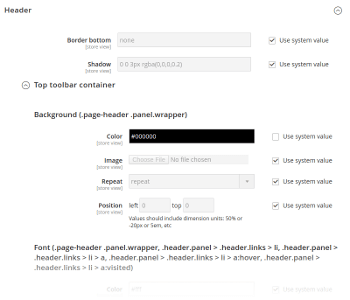 Header
Border bottom none Use system value
[store view]
Shadow 0 0 3px rgba(0,0,0,0.2) Use system value
[store view]
Top toolbar container
Background (.page-header .panel.wrapper)
Color #000000 Use system value
[store view]
Image Choose File No file chosen Use system value
[store view]
Repeat repeat Use system value
[store view]
Position left 0 top 0 Use system value
[store view]
Values should include dimension units: 50% or
-20px or 5em, etc
Font (.page-header .panel.wrapper, .header.panel > .header.links > li, .header.panel >
.header.links > li > a, .header.panel > .header.links > li > a:hover, .header.panel >
.header.links > li > a:visited)
Color #fff Use system value